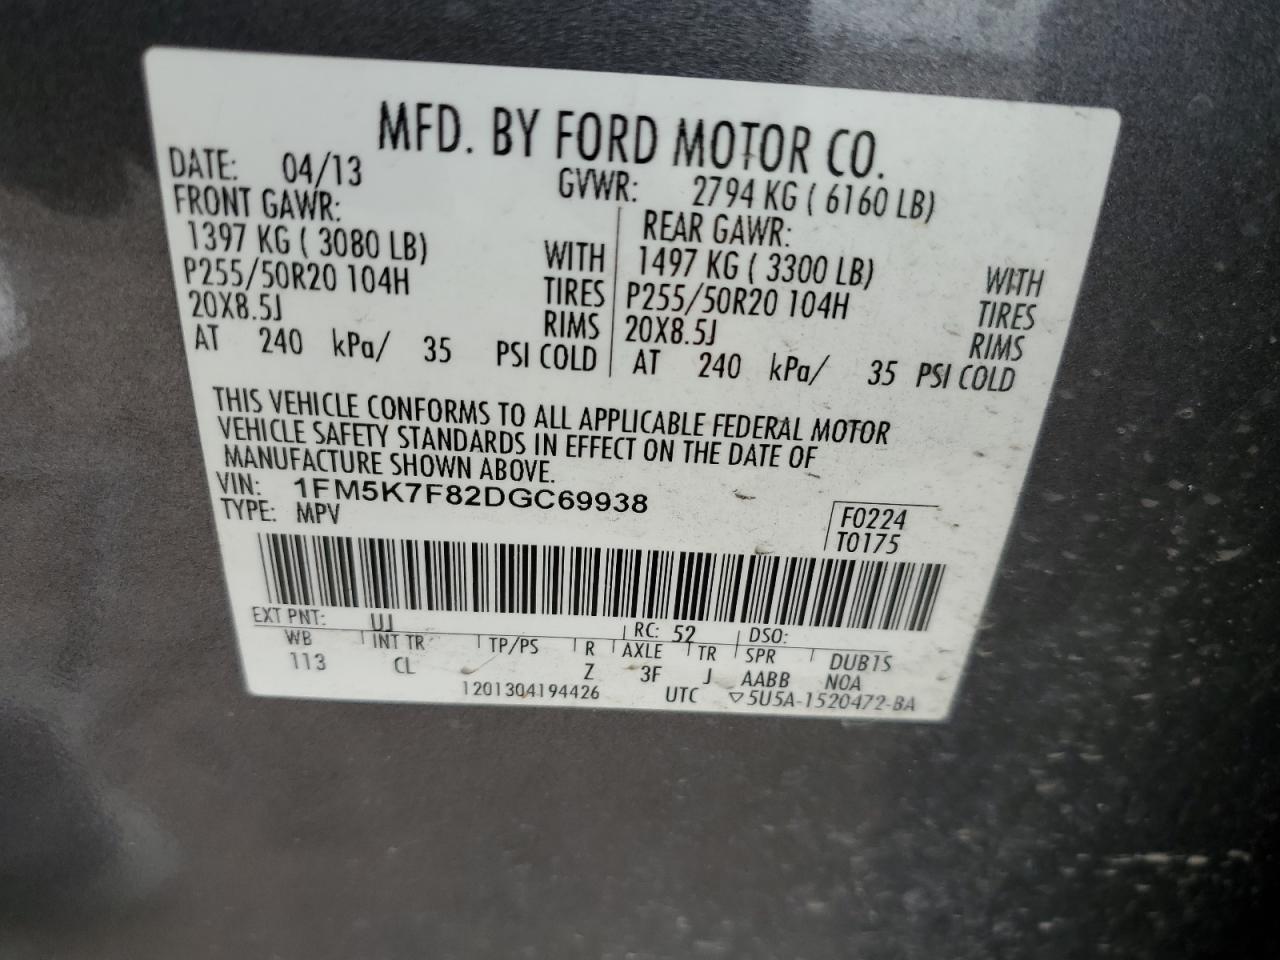 MFD. BY FORD MOTOR CO.
DATE: 04/13 GVWR: 2794 KG ( 6160 LB)
FRONT GAWR: REAR GAWR:
1397 KG ( 3080 LB) WITH 1497 KG ( 3300 LB) WITH
P255/50R20 104H TIRES P255/50R20 104H TIRES
20X8.5J RIMS 20X8.5J RIMS
AT 240 kPa/ 35 PSI COLD AT 240 kPa/ 35 PSI COLD
THIS VEHICLE CONFORMS TO ALL APPLICABLE FEDERAL MOTOR
VEHICLE SAFETY STANDARDS IN EFFECT ON THE DATE OF
MANUFACTURE SHOWN ABOVE.
VIN: 1FM5K7F82DGC69938 F0224
TYPE: MPV T0175
EXT PNT: UJ RC: 52 DSO:
WB INT TR TP/PS R AXLE TR SPR DUB1S
113 CL Z 3F J AABB NOA
1201304194426 UTC ▽5U5A-1520472-BA